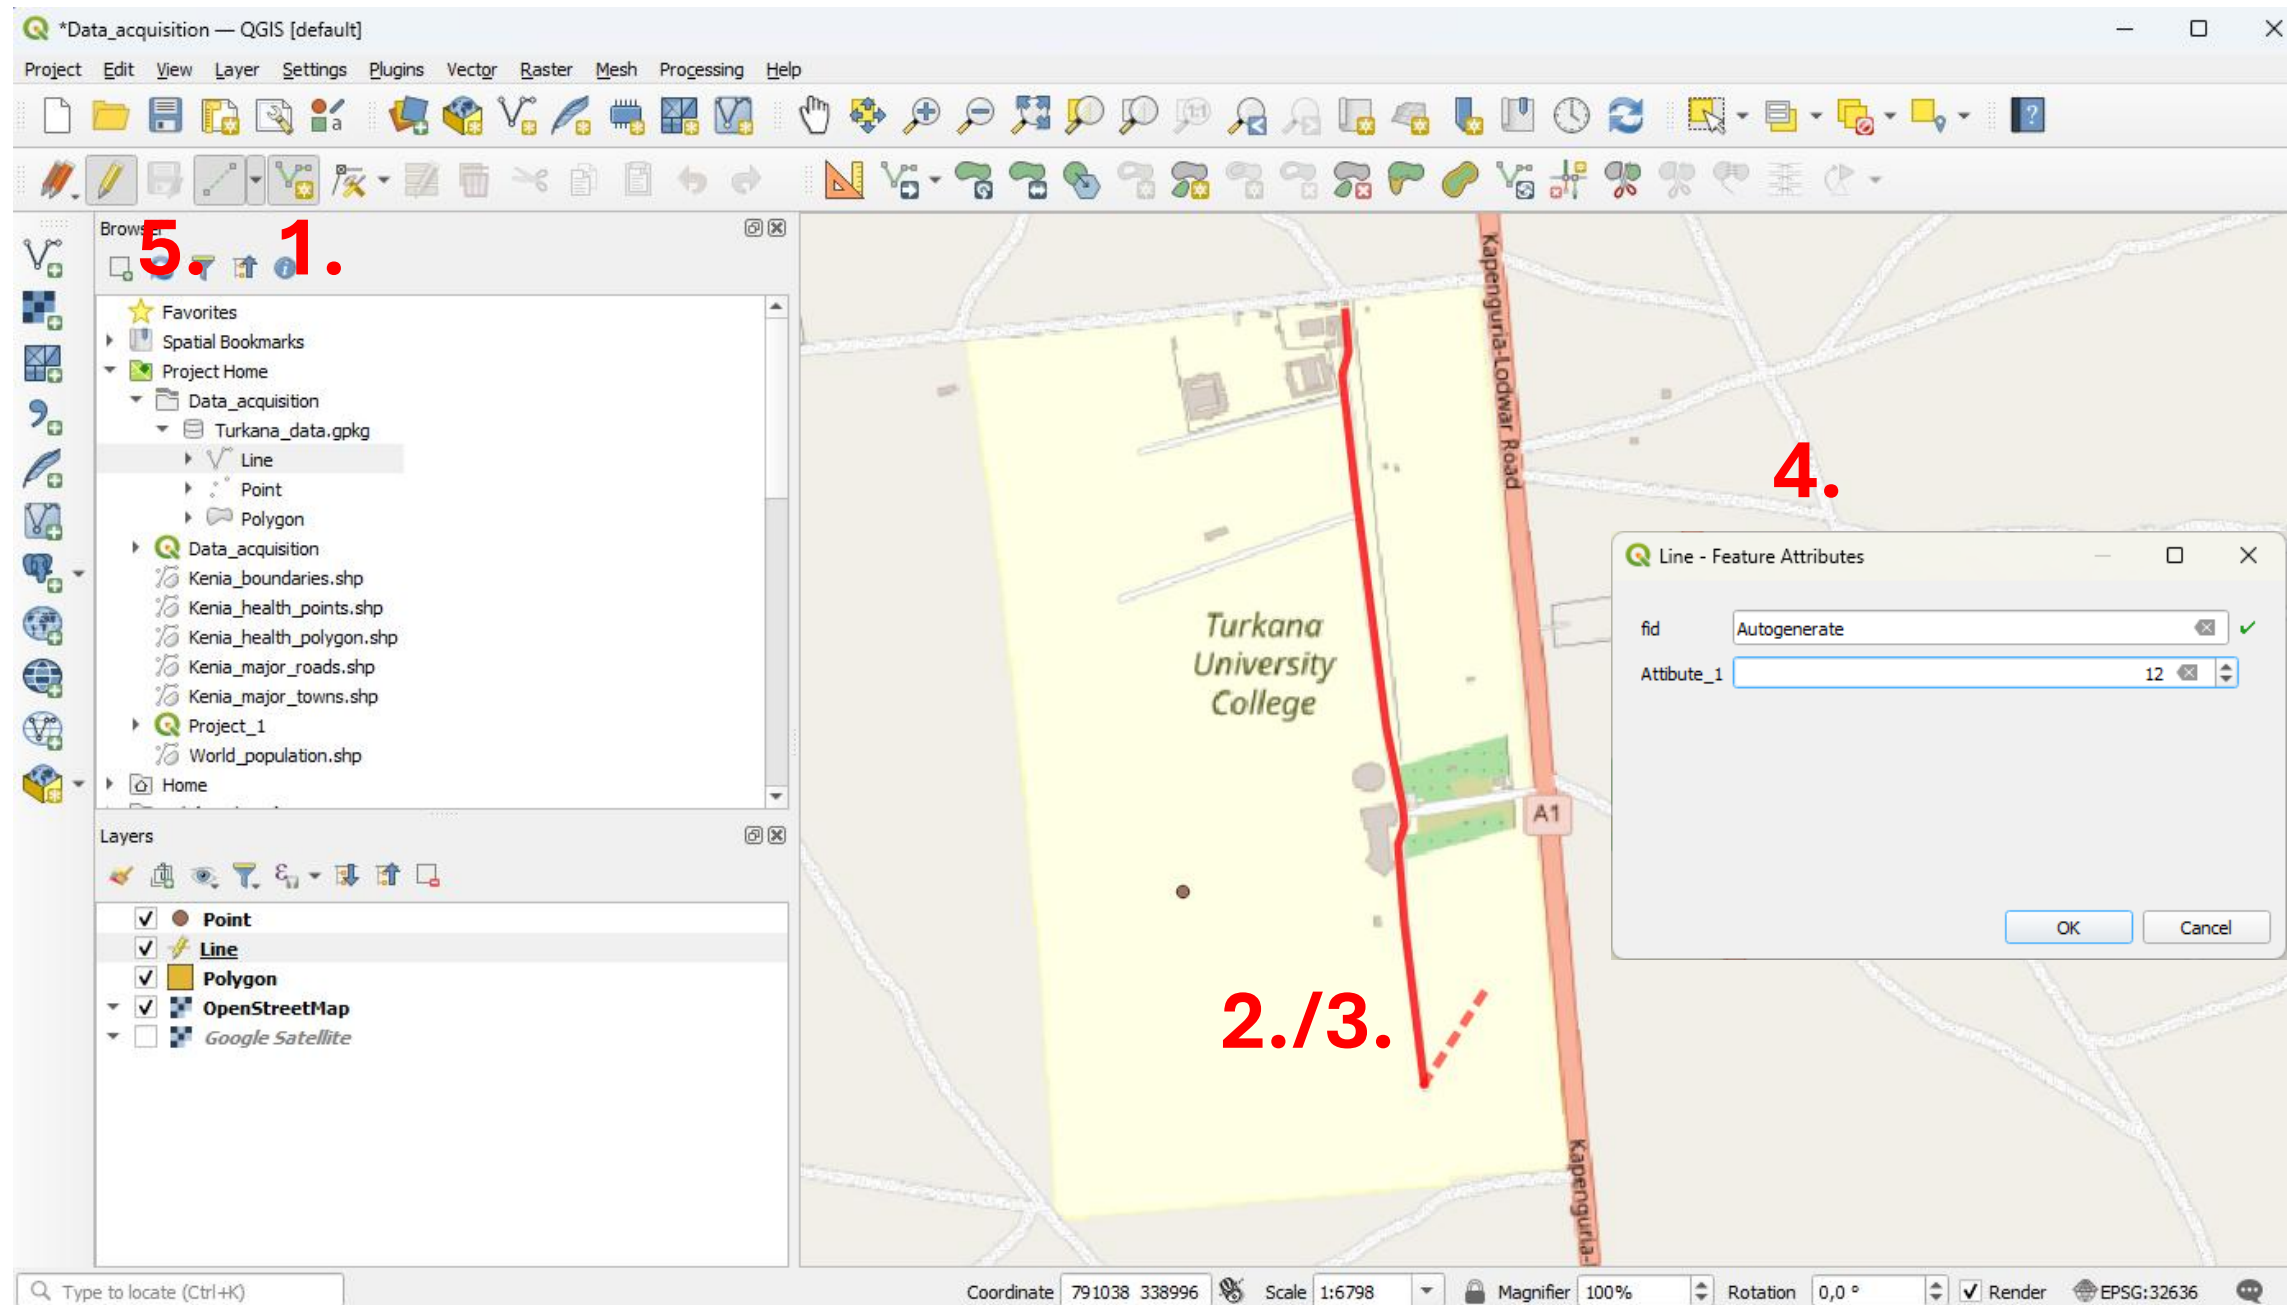 *Data_acquisition — QGIS [default]
Project Edit View Layer Settings Plugins Vector Raster Mesh Processing Help
a
1:1
?
5. 1.
Browser
Favorites
Spatial Bookmarks
Project Home
Data_acquisition
Turkana_data.gpkg
Line
Point
Polygon
Data_acquisition
Kenia_boundaries.shp
Kenia_health_points.shp
Kenia_health_polygon.shp
Kenia_major_roads.shp
Kenia_major_towns.shp
Project_1
World_population.shp
Home
Layers
Point
Line
Polygon
OpenStreetMap
Google Satellite
Kapenguria-Lodwar Road
Turkana
University
College
A1
Kapenguria-
2./3.
4.
Line - Feature Attributes
fid Autogenerate
Attibute_1 12
OK Cancel
Type to locate (Ctrl+K) Coordinate 791038 338996 Scale 1:6798 Magnifier 100% Rotation 0,0 ° Render EPSG:32636